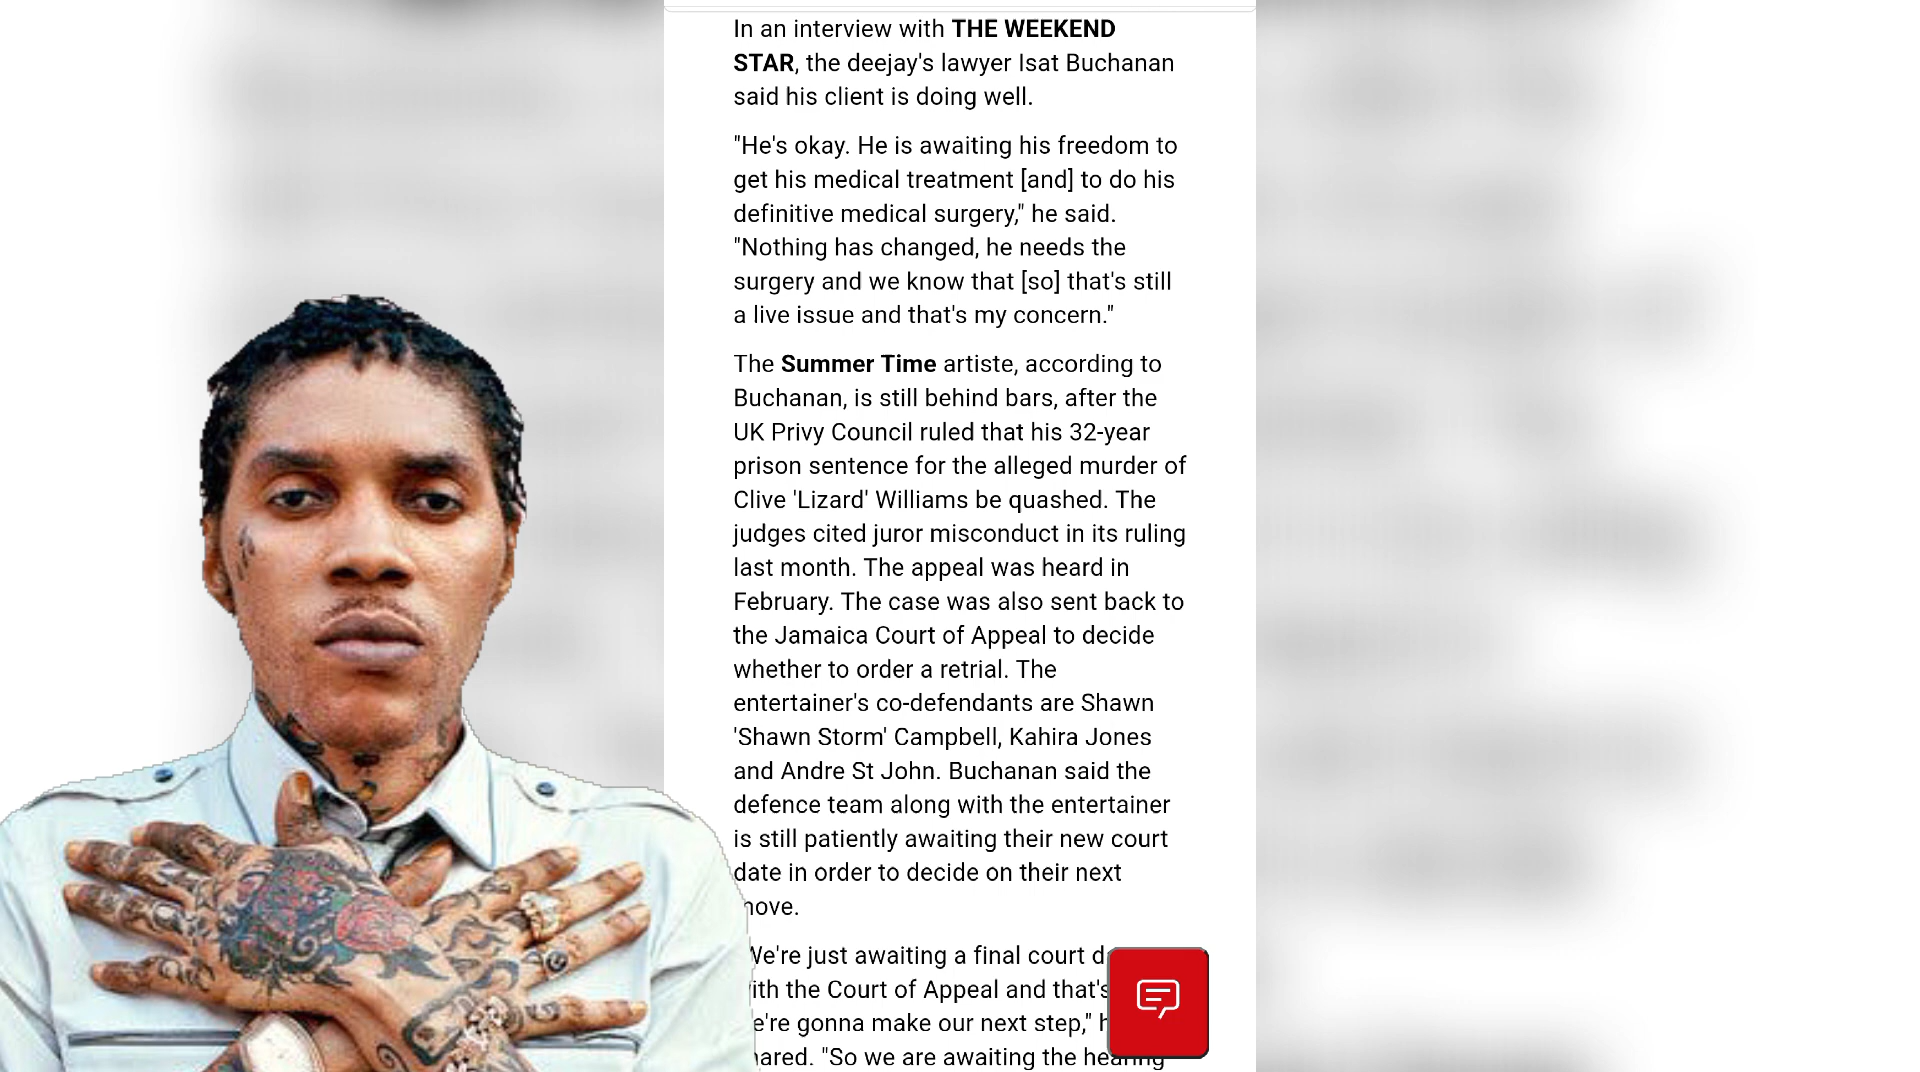 In an interview with THE WEEKEND
STAR, the deejay's lawyer Isat Buchanan
said his client is doing well.
"He's okay. He is awaiting his freedom to
get his medical treatment [and] to do his
definitive medical surgery," he said.
"Nothing has changed, he needs the
surgery and we know that [so] that's still
a live issue and that's my concern."
The Summer Time artiste, according to
Buchanan, is still behind bars, after the
UK Privy Council ruled that his 32-year
prison sentence for the alleged murder of
Clive 'Lizard' Williams be quashed. The
judges cited juror misconduct in its ruling
last month. The appeal was heard in
February. The case was also sent back to
the Jamaica Court of Appeal to decide
whether to order a retrial. The
entertainer's co-defendants are Shawn
'Shawn Storm' Campbell, Kahira Jones
and Andre St John. Buchanan said the
defence team along with the entertainer
is still patiently awaiting their new court
date in order to decide on their next
move.
We're just awaiting a final court
with the Court of Appeal and that's
we're gonna make our next step,"
shared. "So we are awaiting the hearing